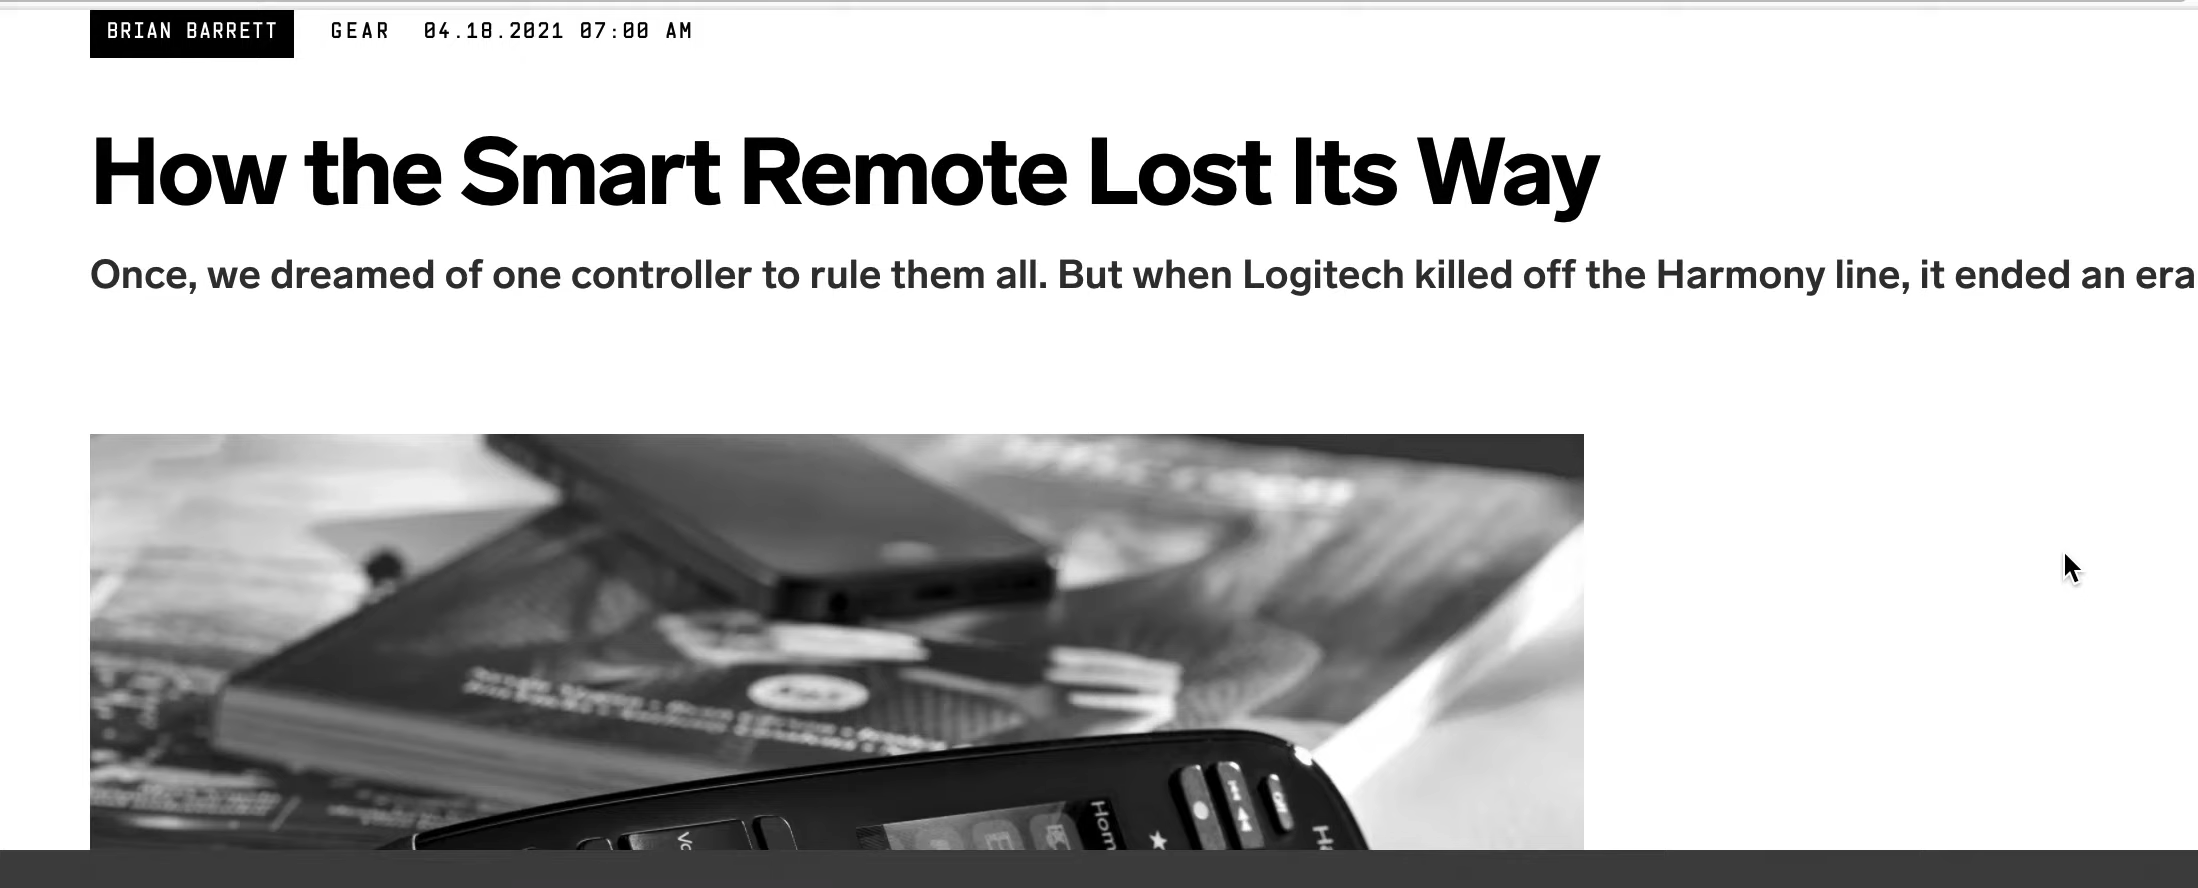 BRIAN BARRETT GEAR 04.18.2021 07:00 AM
How the Smart Remote Lost Its Way
Once, we dreamed of one controller to rule them all. But when Logitech killed off the Harmony line, it ended an era